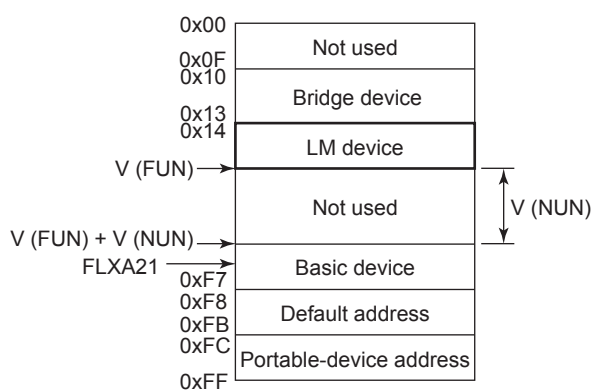 0x00
Not used
0x0F
0x10
Bridge device
0x13
0x14
LM device
V (FUN)
Not used
V (NUN)
V (FUN) + V (NUN)
FLXA21
Basic device
0xF7
0xF8
Default address
0xFB
0xFC
Portable-device address
0xFF